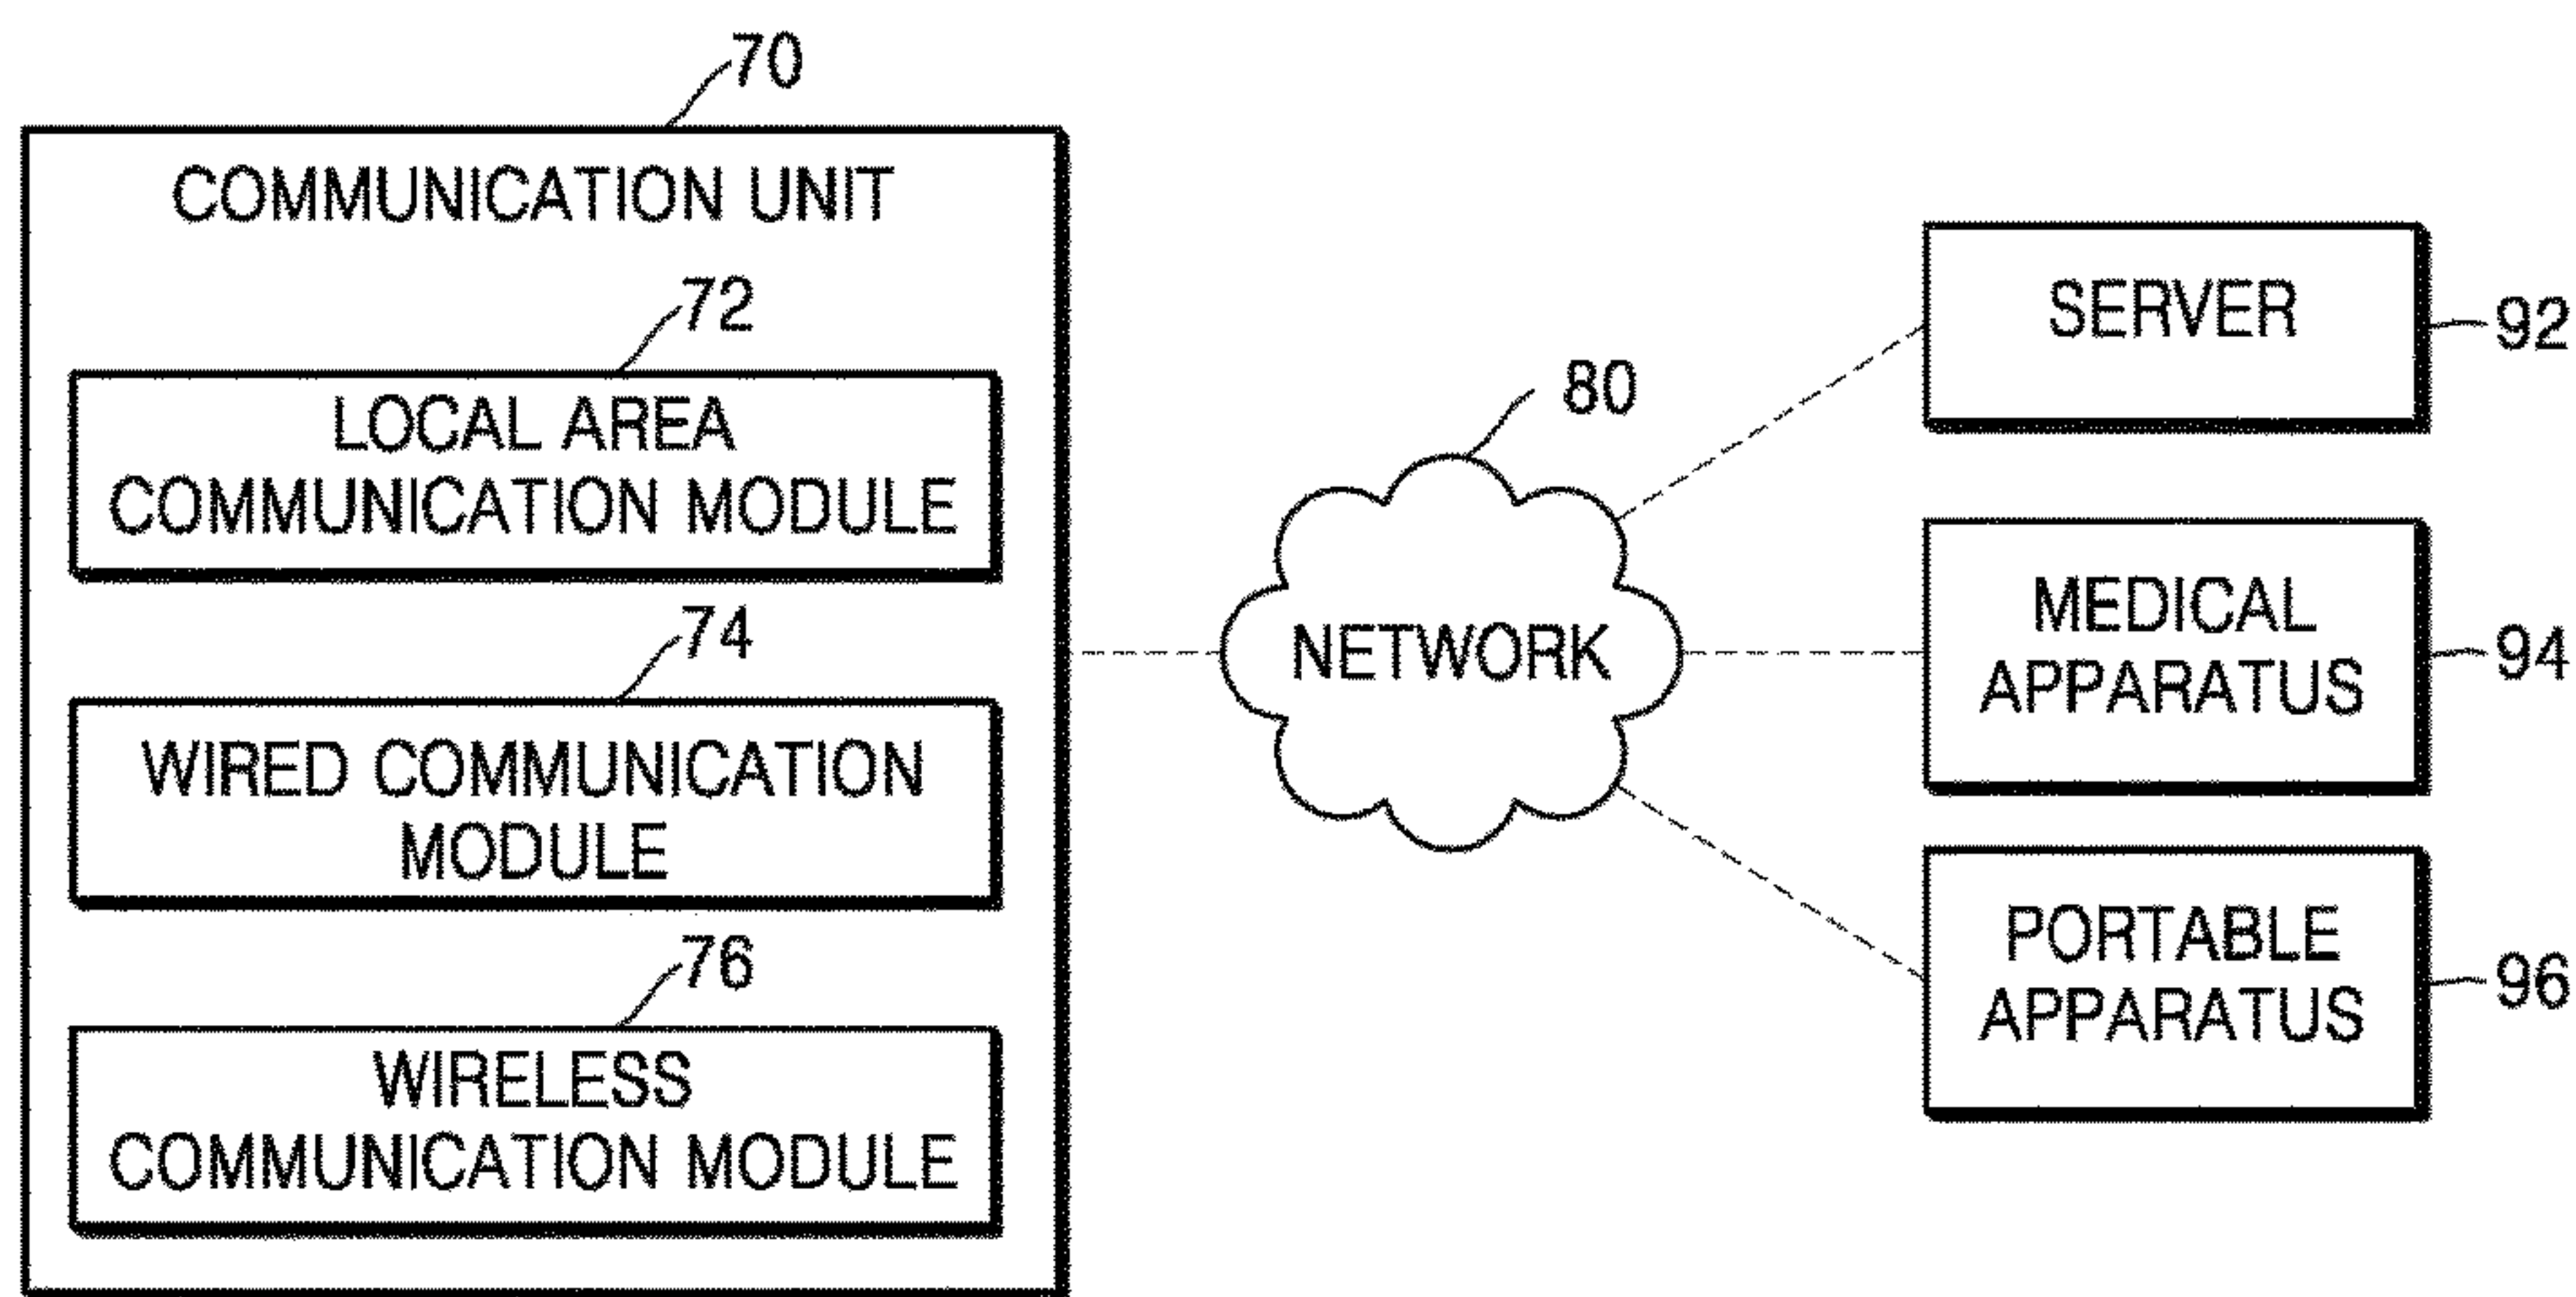 70
COMMUNICATION UNIT
72
LOCAL AREA
COMMUNICATION MODULE
74
WIRED COMMUNICATION
MODULE
76
WIRELESS
COMMUNICATION MODULE
80
NETWORK
SERVER
92
MEDICAL
APPARATUS
94
PORTABLE
APPARATUS
96